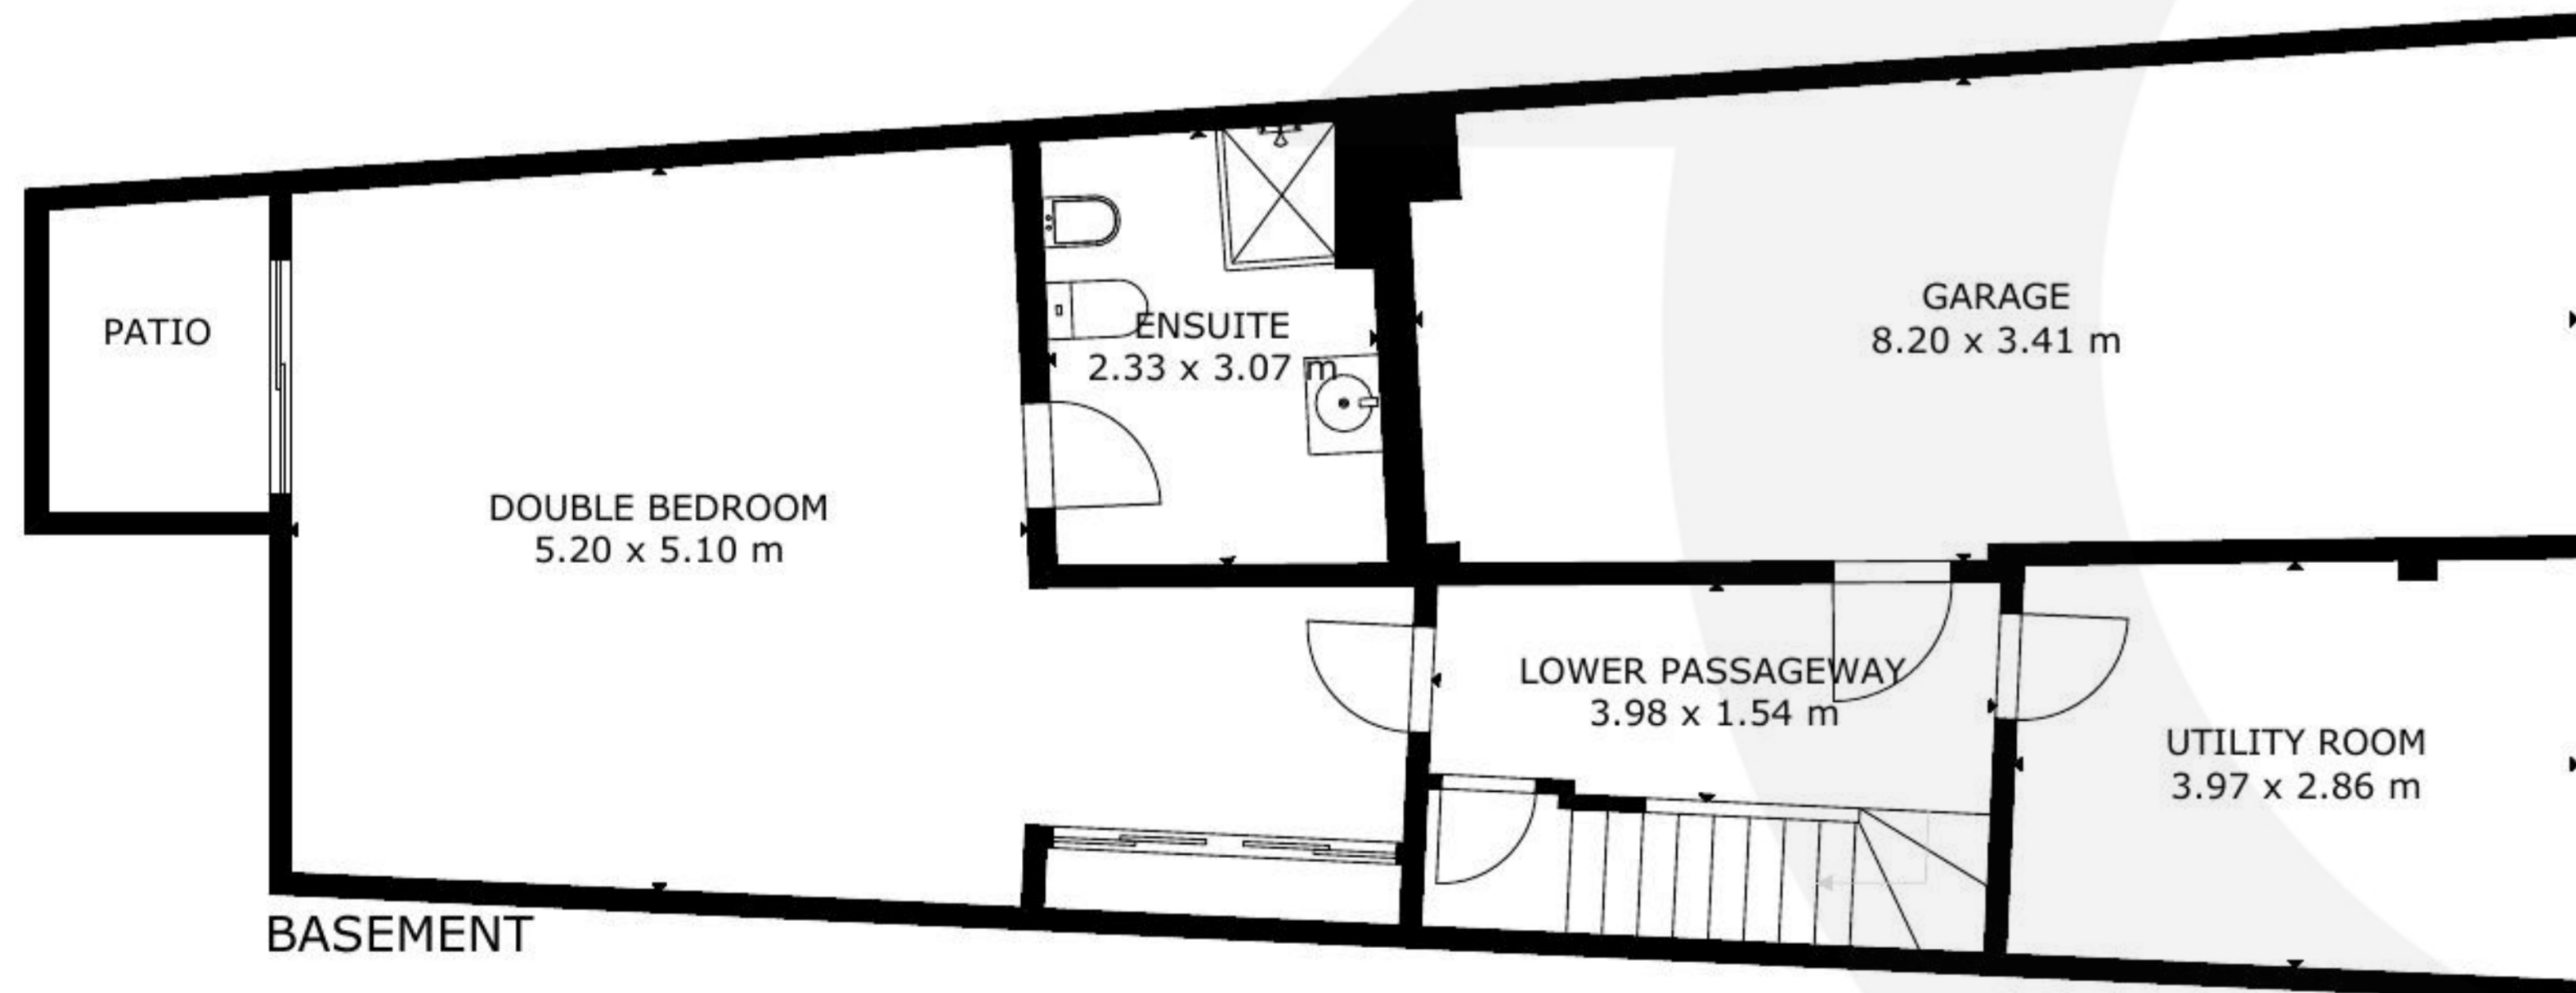 PATIO
DOUBLE BEDROOM
5.20 x 5.10 m
ENSUITE
2.33 x 3.07 m
GARAGE
8.20 x 3.41 m
LOWER PASSAGEWAY
3.98 x 1.54 m
UTILITY ROOM
3.97 x 2.86 m
BASEMENT